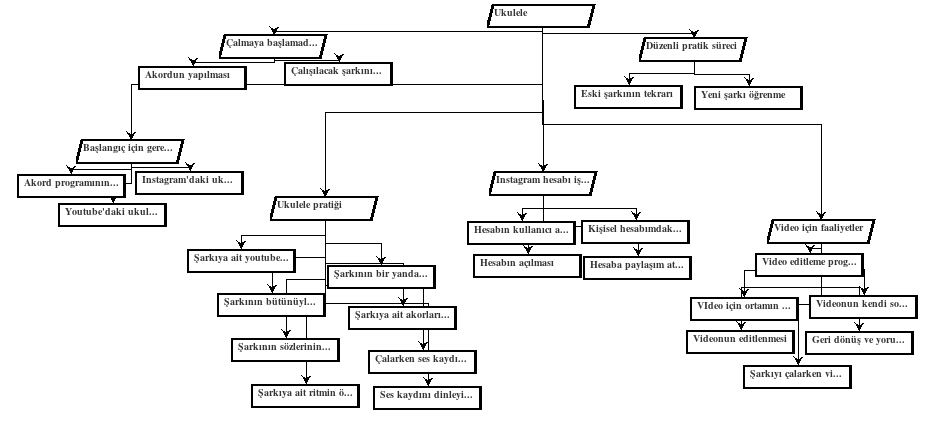 Ukulele
Çalmaya başlamad...
Düzenli pratik süreci
Akordun yapılması
Çalışılacak şarkını...
Eski şarkının tekrarı
Yeni şarkı öğrenme
Başlangıç için gere...
Akord programının...
Instagram'daki uk...
Youtube'daki ukul...
Ukulele pratiği
Instagram hesabı iş...
Video için faaliyetler
Hesabın kullanıcı a...
Kişisel hesabımdak...
Hesabın açılması
Hesaba paylaşım at...
Şarkıya ait youtube...
Şarkının bir yanda...
Şarkının bütünüyl...
Şarkıya ait akorları...
Şarkının sözlerinin...
Çalarken ses kaydı...
Şarkıya ait ritmin ö...
Ses kaydını dinleyi...
Video editleme prog...
VIdeo için ortamın ...
Videonun kendi so...
Videonun editlenmesi
Geri dönüş ve yoru...
Şarkıyı çalarken vi...